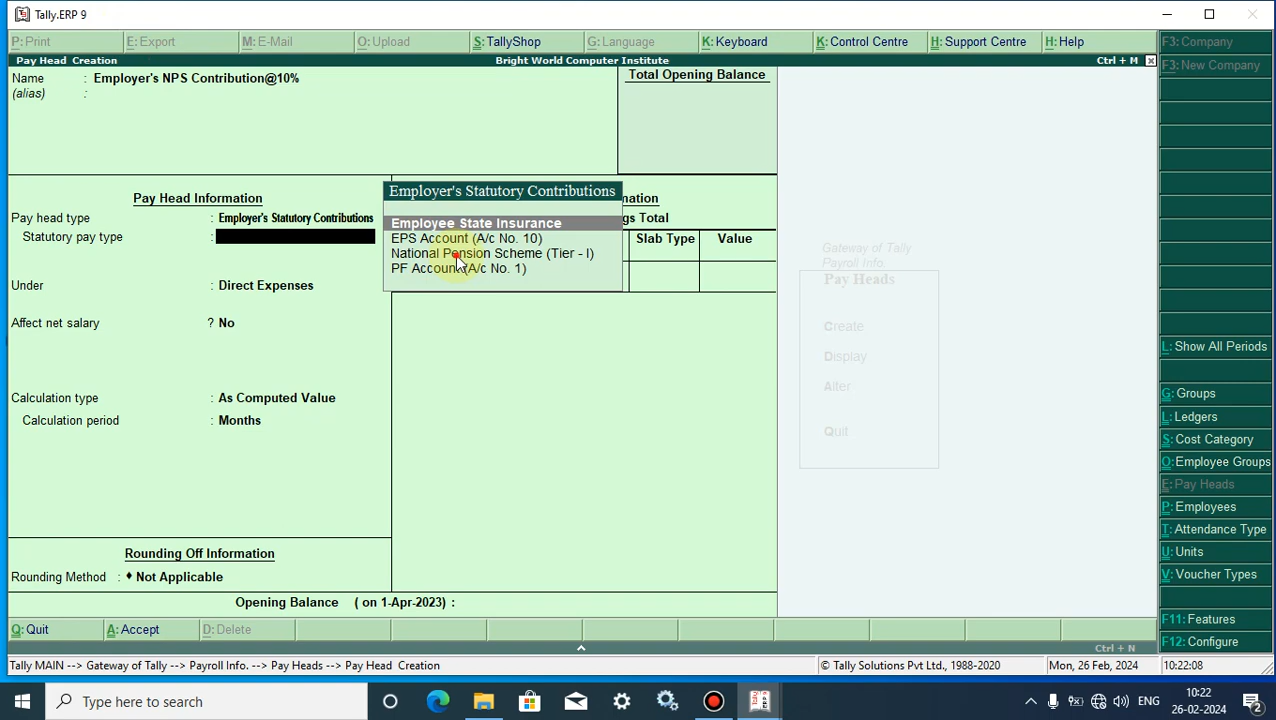 Tally.ERP 9
P: Print E: Export M: E-Mail O: Upload S: TallyShop G: Language K: Keyboard K: Control Centre H: Support Centre H: Help
F3: Company
Pay Head Creation Bright World Computer Institute Ctrl + M
F3: New Company
Name : Employer's NPS Contribution@10%
(alias) :
Total Opening Balance
Pay Head Information
Pay head type : Employer's Statutory Contributions
Statutory pay type :
Under : Direct Expenses
Affect net salary ? No
Calculation type : As Computed Value
Calculation period : Months
Employer's Statutory Contributions
Employee State Insurance
EPS Account (A/c No. 10)
National Pension Scheme (Tier - I)
PF Account (A/c No. 1)
Slab Type Value
Gateway of Tally
Payroll Info.
Pay Heads
Create
Display
Alter
Quit
L: Show All Periods
G: Groups
L: Ledgers
S: Cost Category
O: Employee Groups
E: Pay Heads
P: Employees
T: Attendance Type
U: Units
V: Voucher Types
F11: Features
F12: Configure
Rounding Off Information
Rounding Method : ♦ Not Applicable
Opening Balance ( on 1-Apr-2023) :
Q: Quit A: Accept D: Delete
Ctrl + N
Tally MAIN --> Gateway of Tally --> Payroll Info. --> Pay Heads --> Pay Head Creation © Tally Solutions Pvt Ltd., 1988-2020 Mon, 26 Feb, 2024 10:22:08
Type here to search
ENG
10:22
26-02-2024
2